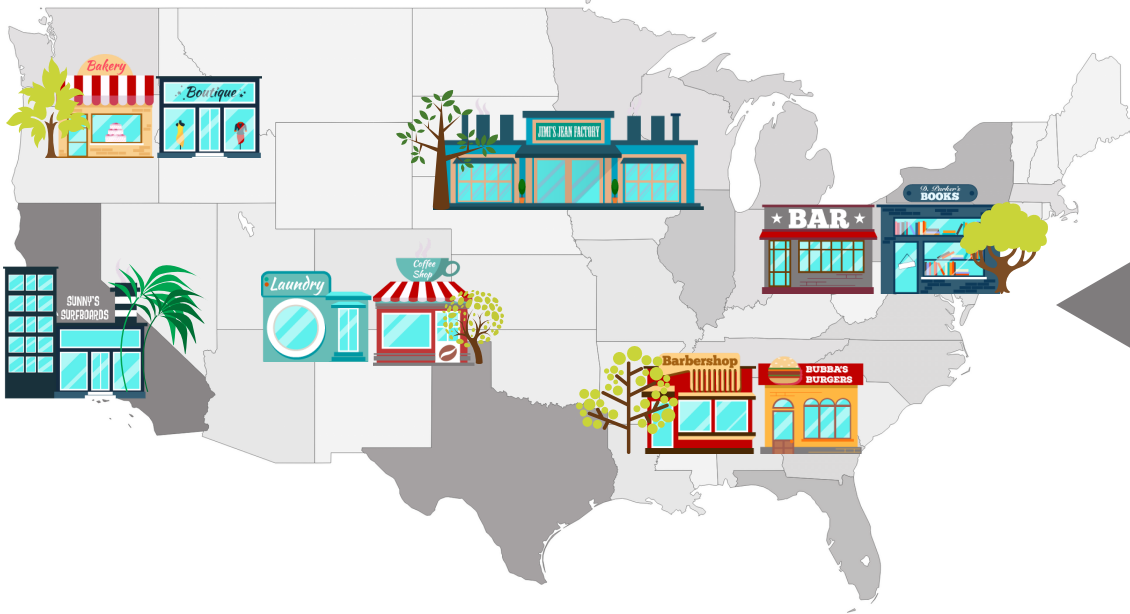 Bakery
Boutique
JIMI'S JEAN FACTORY
D. Parker's
BOOKS
BAR
SUNNY'S
SURFBOARDS
Laundry
Coffee
Shop
Barbershop
BUBBA'S
BURGERS